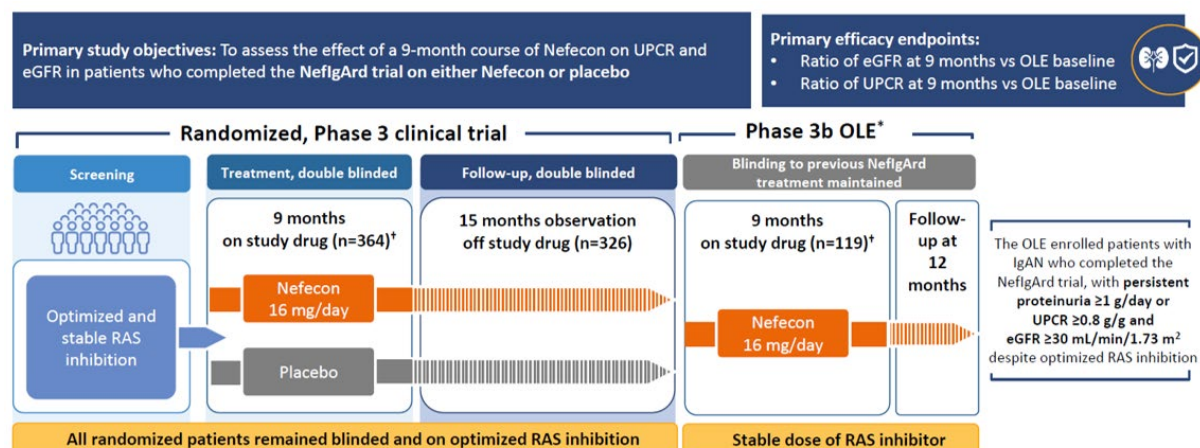 Primary study objectives: To assess the effect of a 9-month course of Nefecon on UPCR and
eGFR in patients who completed the NefIgArd trial on either Nefecon or placebo
Primary efficacy endpoints:
• Ratio of eGFR at 9 months vs OLE baseline
• Ratio of UPCR at 9 months vs OLE baseline
Randomized, Phase 3 clinical trial
Phase 3b OLE*
Screening
Treatment, double blinded
Follow-up, double blinded
Blinding to previous NefIgArd
treatment maintained
9 months
on study drug (n=364)†
15 months observation
off study drug (n=326)
9 months
on study drug (n=119)†
Follow-
up at
12
months
Optimized and
stable RAS
inhibition
Nefecon
16 mg/day
Placebo
Nefecon
16 mg/day
The OLE enrolled patients with
IgAN who completed the
NefIgArd trial, with persistent
proteinuria ≥1 g/day or
UPCR ≥0.8 g/g and
eGFR ≥30 mL/min/1.73 m²
despite optimized RAS inhibition
All randomized patients remained blinded and on optimized RAS inhibition
Stable dose of RAS inhibitor